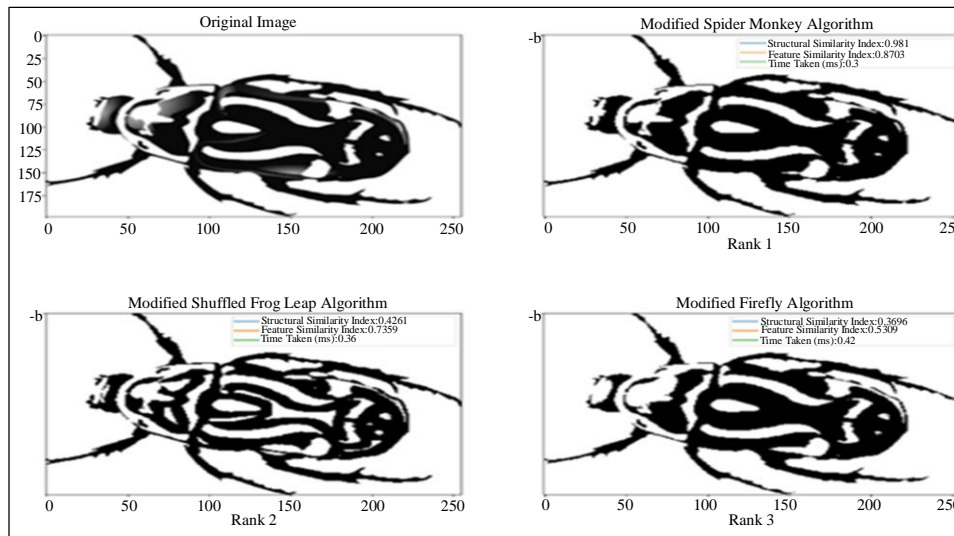 Original Image
0
25
50
75
100
125
150
175
0 50 100 150 200 250
Modified Spider Monkey Algorithm
-b
Structural Similarity Index:0.981
Feature Similarity Index:0.8703
Time Taken (ms):0.3
0 50 100 150 200 250
Rank 1
Modified Shuffled Frog Leap Algorithm
-b
Structural Similarity Index:0.4261
Feature Similarity Index:0.7359
Time Taken (ms):0.36
0 50 100 150 200 250
Rank 2
Modified Firefly Algorithm
-b
Structural Similarity Index:0.3696
Feature Similarity Index:0.5309
Time Taken (ms):0.42
0 50 100 150 200 250
Rank 3